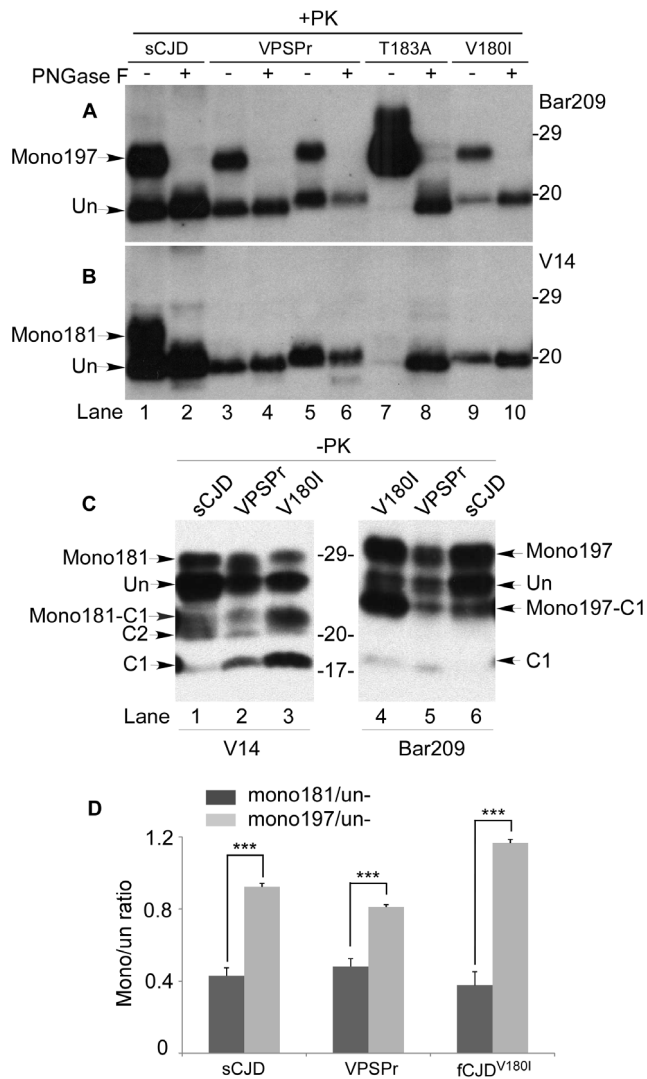 +PK
sCJD VPSPr T183A V180I
PNGase F - + - + - + - + - +
A Bar209
Mono197
-29
Un
-20
B V14
-29
Mono181
Un
-20
Lane 1 2 3 4 5 6 7 8 9 10
-PK
C sCJD VPSPr V180I V180I VPSPr sCJD
Mono181 -29- Mono197
Un Un
Mono181-C1 Mono197-C1
C2 -20-
C1 -17- C1
Lane 1 2 3 4 5 6
V14 Bar209
D mono181/un-
mono197/un-
1.2
*** *** ***
0.8
Mono/un ratio
0.4
0
sCJD VPSPr fCJDV180I